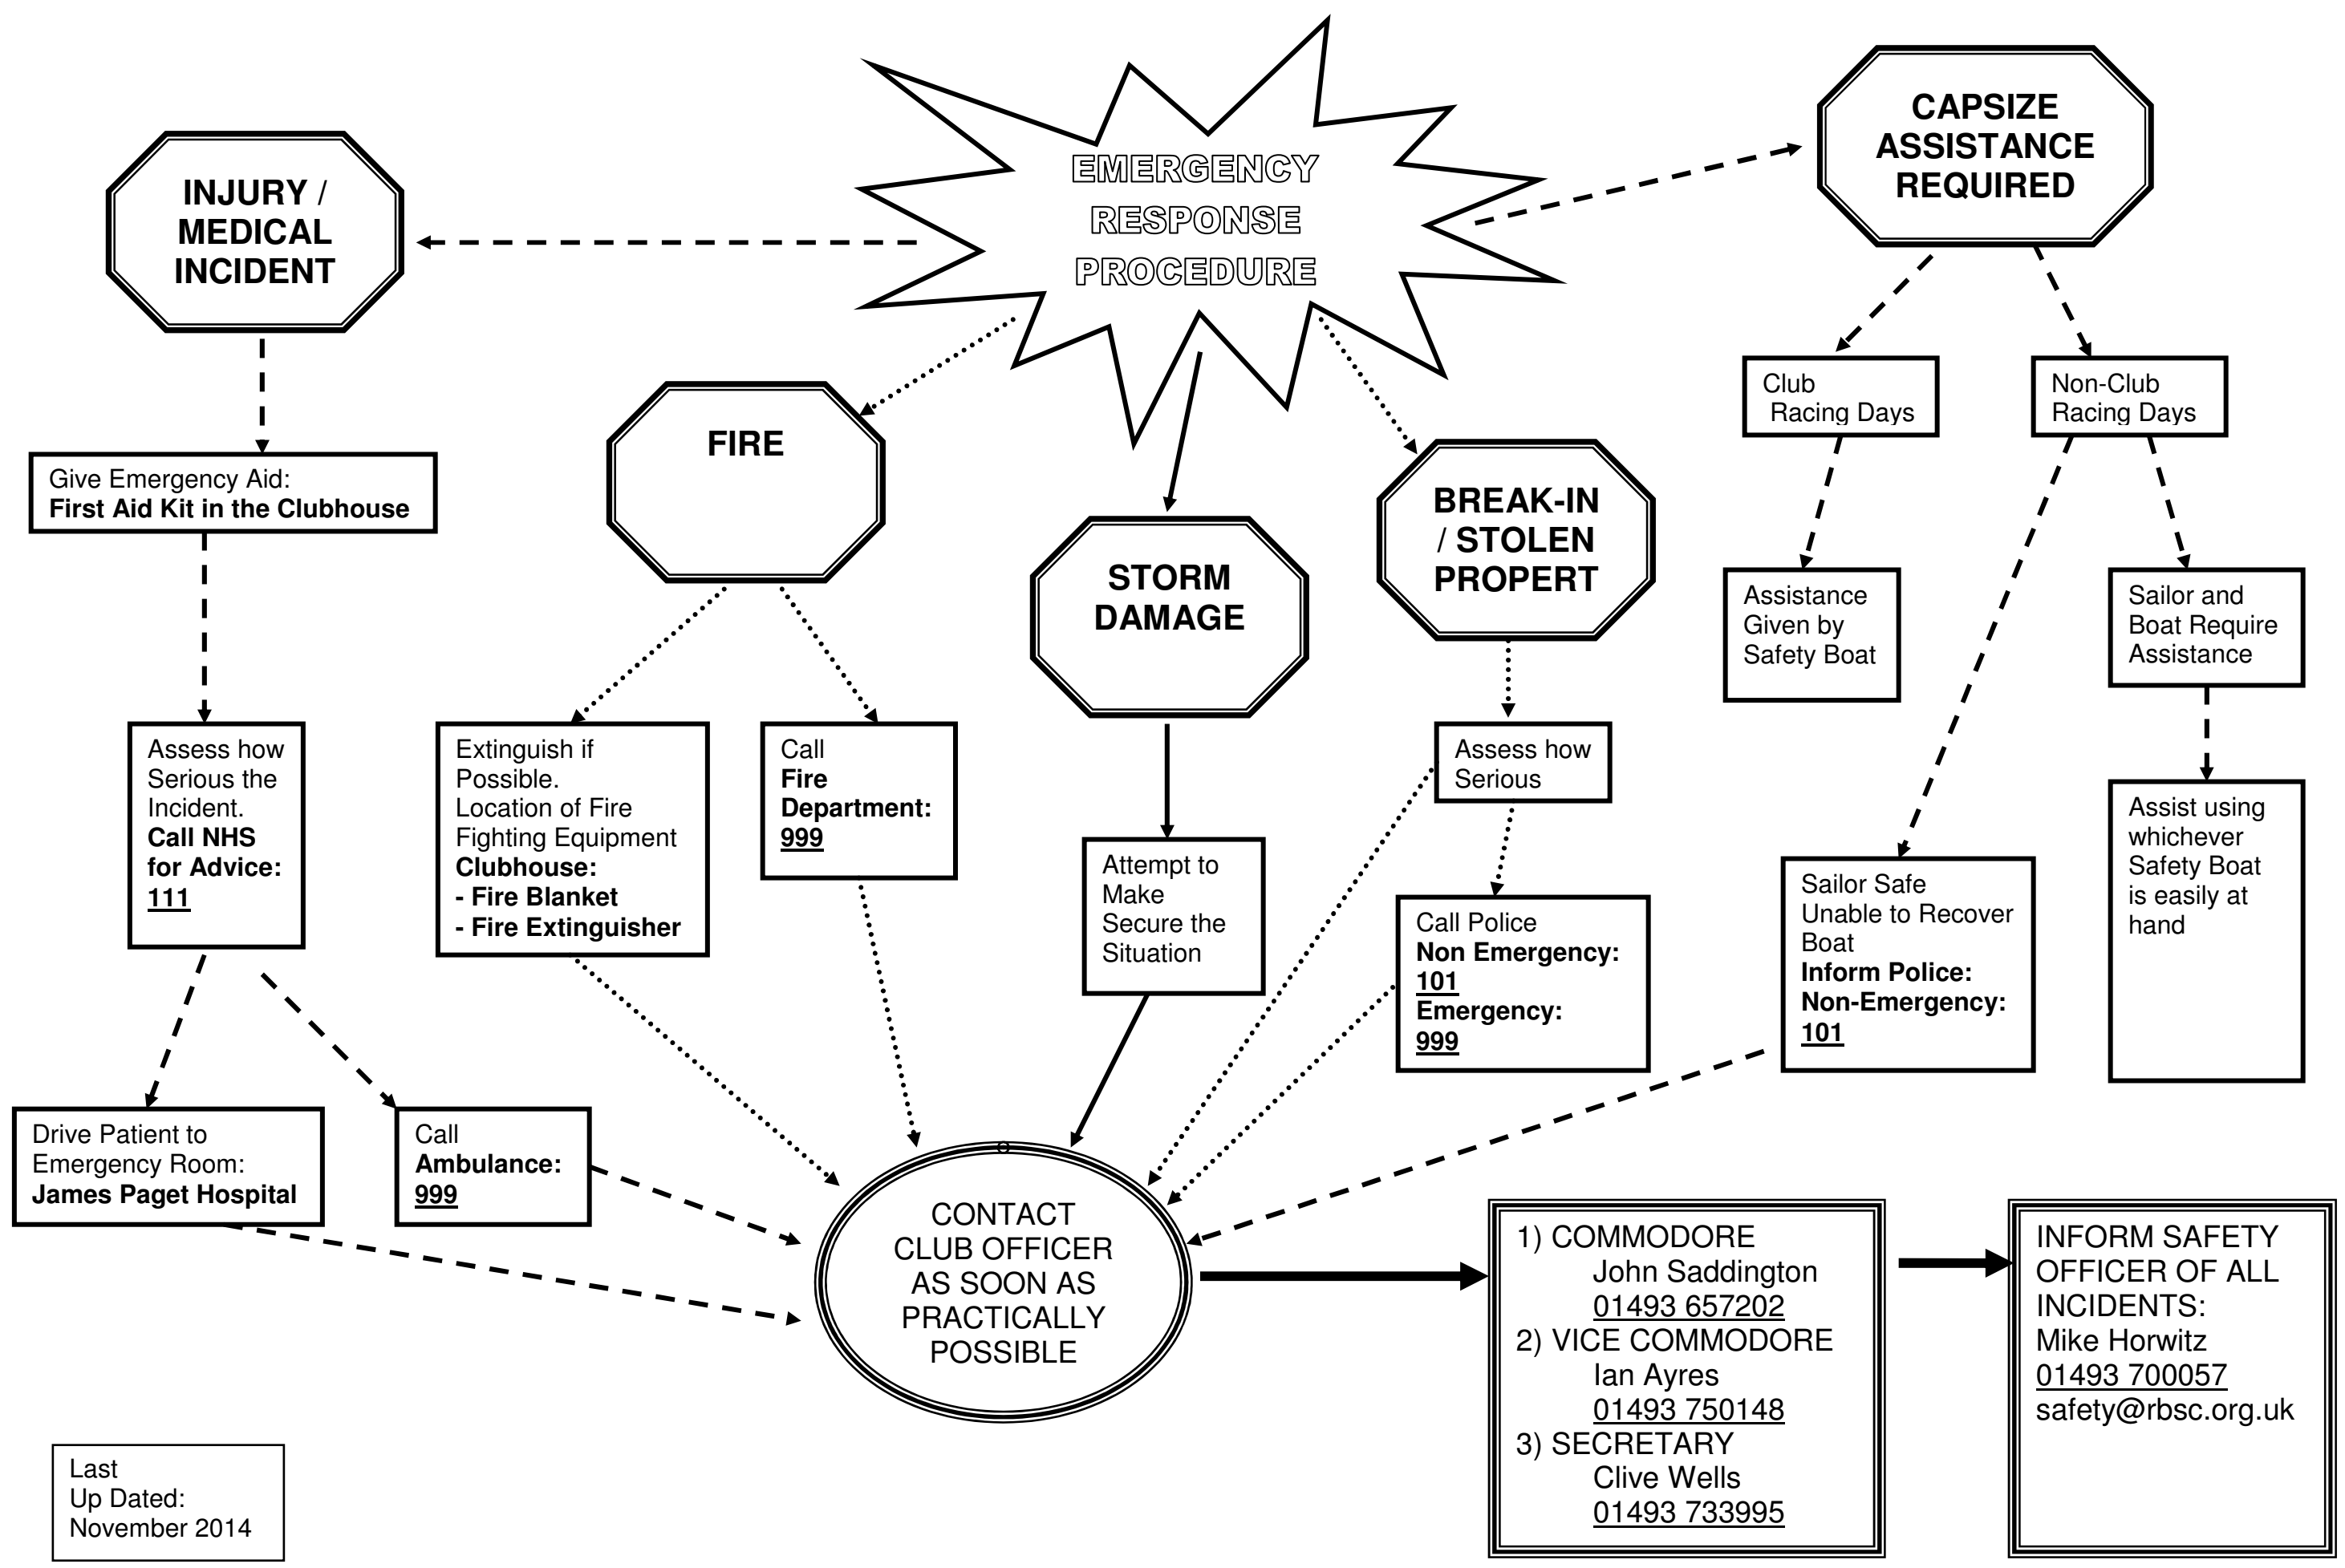 EMERGENCY
RESPONSE
PROCEDURE
CAPSIZE
ASSISTANCE
REQUIRED
INJURY /
MEDICAL
INCIDENT
Club
Racing Days
Non-Club
Racing Days
FIRE
Give Emergency Aid:
First Aid Kit in the Clubhouse
BREAK-IN
/ STOLEN
PROPERT
STORM
DAMAGE
Assistance
Given by
Safety Boat
Sailor and
Boat Require
Assistance
Assess how
Serious the
Incident.
Call NHS
for Advice:
111
Extinguish if
Possible.
Location of Fire
Fighting Equipment
Clubhouse:
- Fire Blanket
- Fire Extinguisher
Call
Fire
Department:
999
Assess how
Serious
Attempt to
Make
Secure the
Situation
Call Police
Non Emergency:
101
Emergency:
999
Sailor Safe
Unable to Recover
Boat
Inform Police:
Non-Emergency:
101
Assist using
whichever
Safety Boat
is easily at
hand
Drive Patient to
Emergency Room:
James Paget Hospital
Call
Ambulance:
999
CONTACT
CLUB OFFICER
AS SOON AS
PRACTICALLY
POSSIBLE
1) COMMODORE
John Saddington
01493 657202
2) VICE COMMODORE
Ian Ayres
01493 750148
3) SECRETARY
Clive Wells
01493 733995
INFORM SAFETY
OFFICER OF ALL
INCIDENTS:
Mike Horwitz
01493 700057
safety@rbsc.org.uk
Last
Up Dated:
November 2014